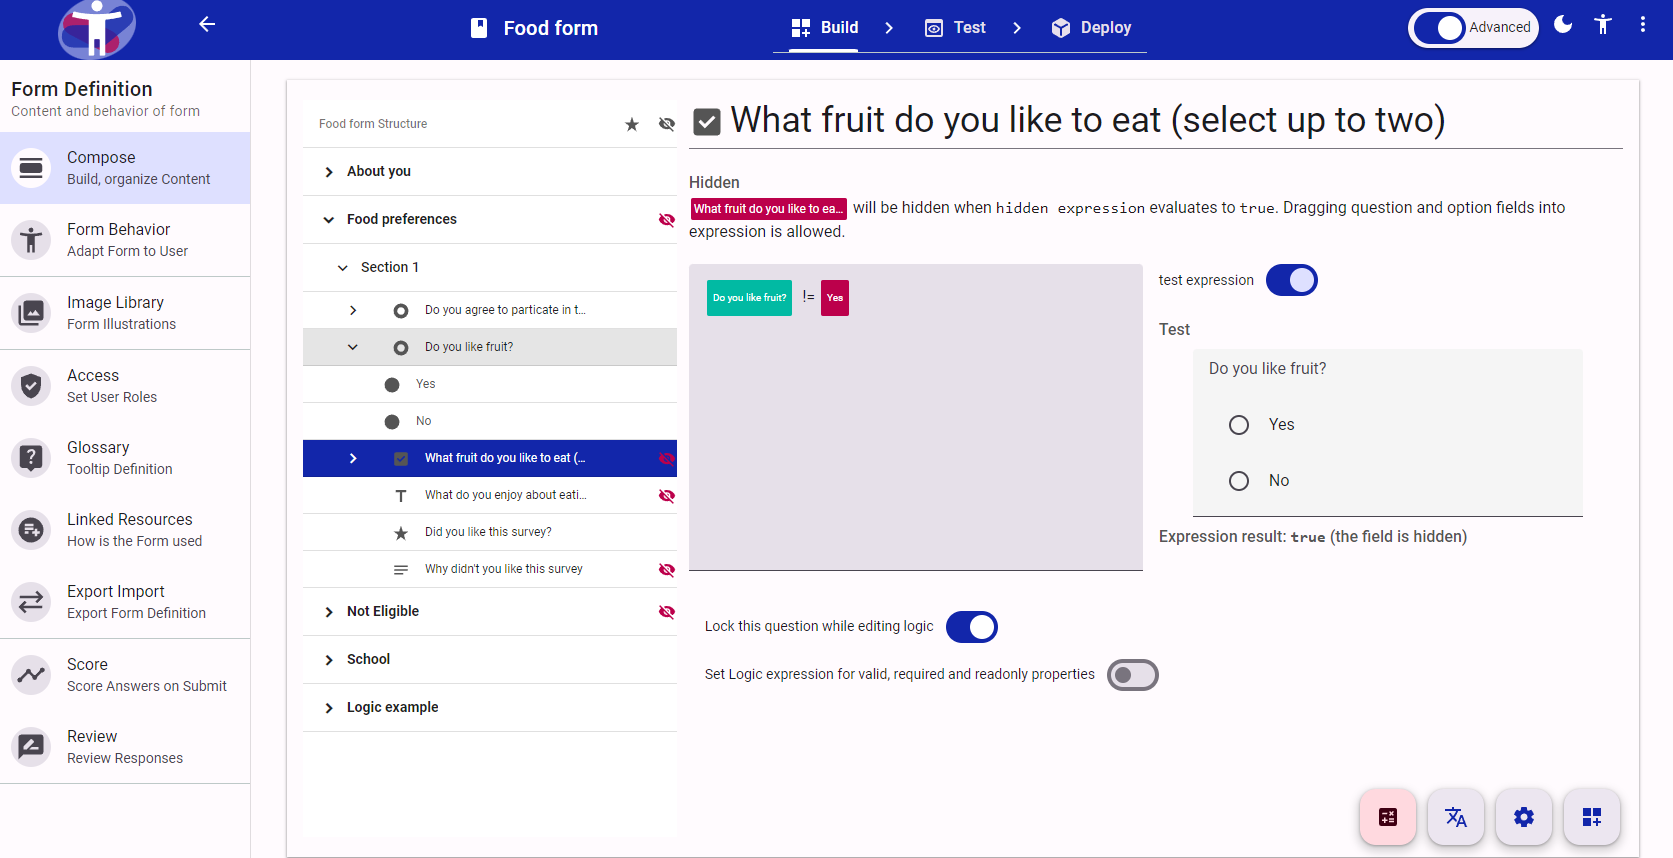 Food form
Build
Test
Deploy
Advanced
Form Definition
Content and behavior of form
Compose
Build, organize Content
Form Behavior
Adapt Form to User
Image Library
Form Illustrations
Access
Set User Roles
Glossary
Tooltip Definition
Linked Resources
How is the Form used
Export Import
Export Form Definition
Score
Score Answers on Submit
Review
Review Responses
Food form Structure
About you
Food preferences
Section 1
Do you agree to particate in t...
Do you like fruit?
Yes
No
What fruit do you like to eat (...
What do you enjoy about eati...
Did you like this survey?
Why didn't you like this survey
Not Eligible
School
Logic example
What fruit do you like to eat (select up to two)
Hidden
What fruit do you like to ea... will be hidden when hidden expression evaluates to true. Dragging question and option fields into
expression is allowed.
Do you like fruit? != Yes
test expression
Test
Do you like fruit?
Yes
No
Expression result: true (the field is hidden)
Lock this question while editing logic
Set Logic expression for valid, required and readonly properties